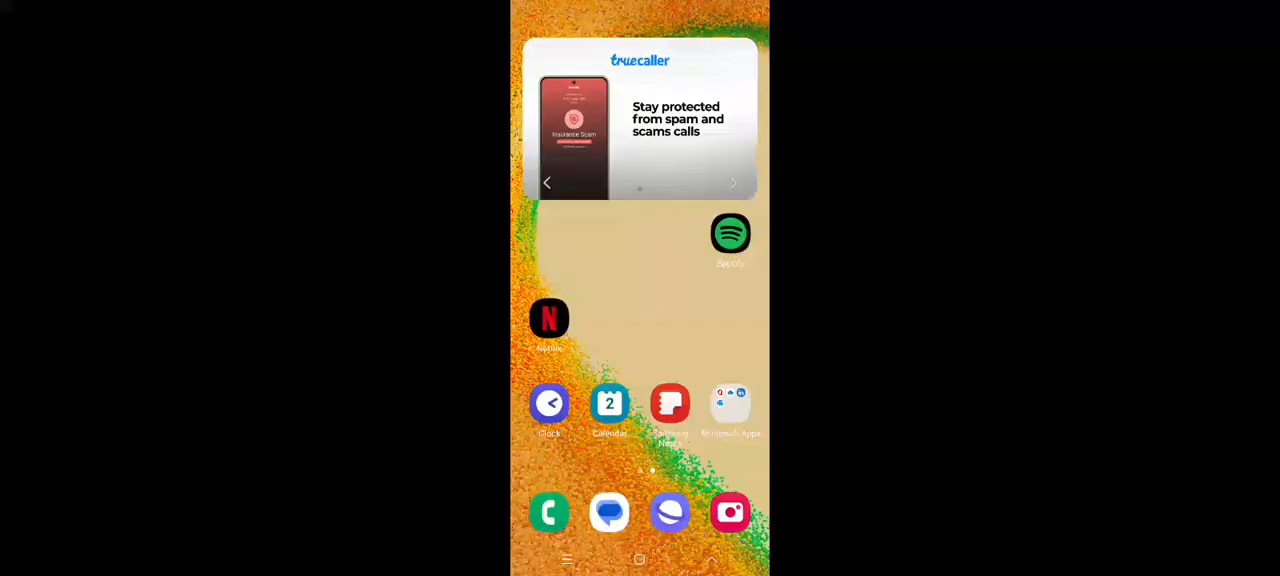 truecaller
Stay protected
from spam and
scams calls
Insurance Scam
Spotify
Netflix
Clock
2
Calendar
Samsung
Notes
Microsoft Apps